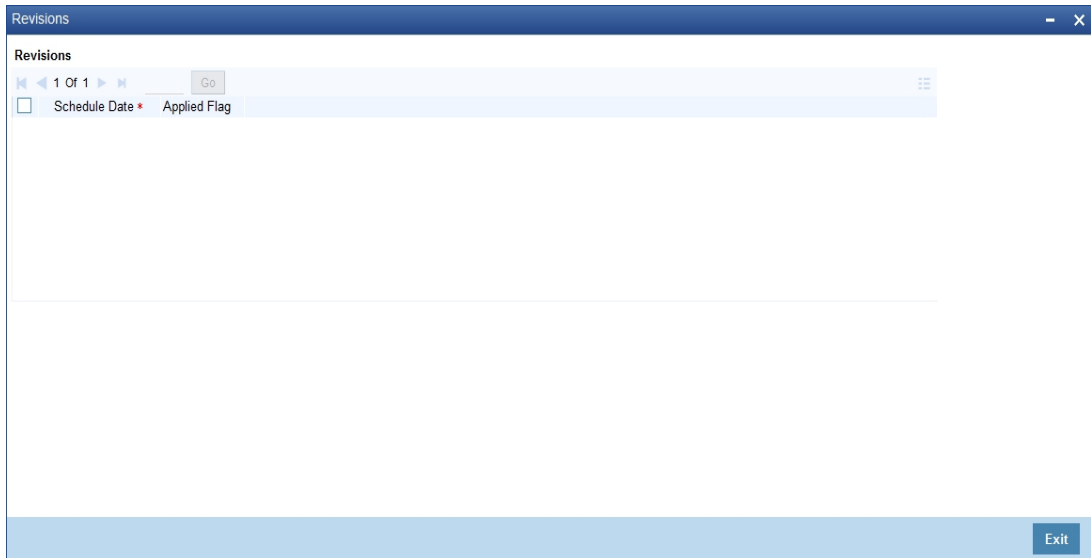 Revisions
Revisions
1 Of 1 Go
Schedule Date * Applied Flag
Exit